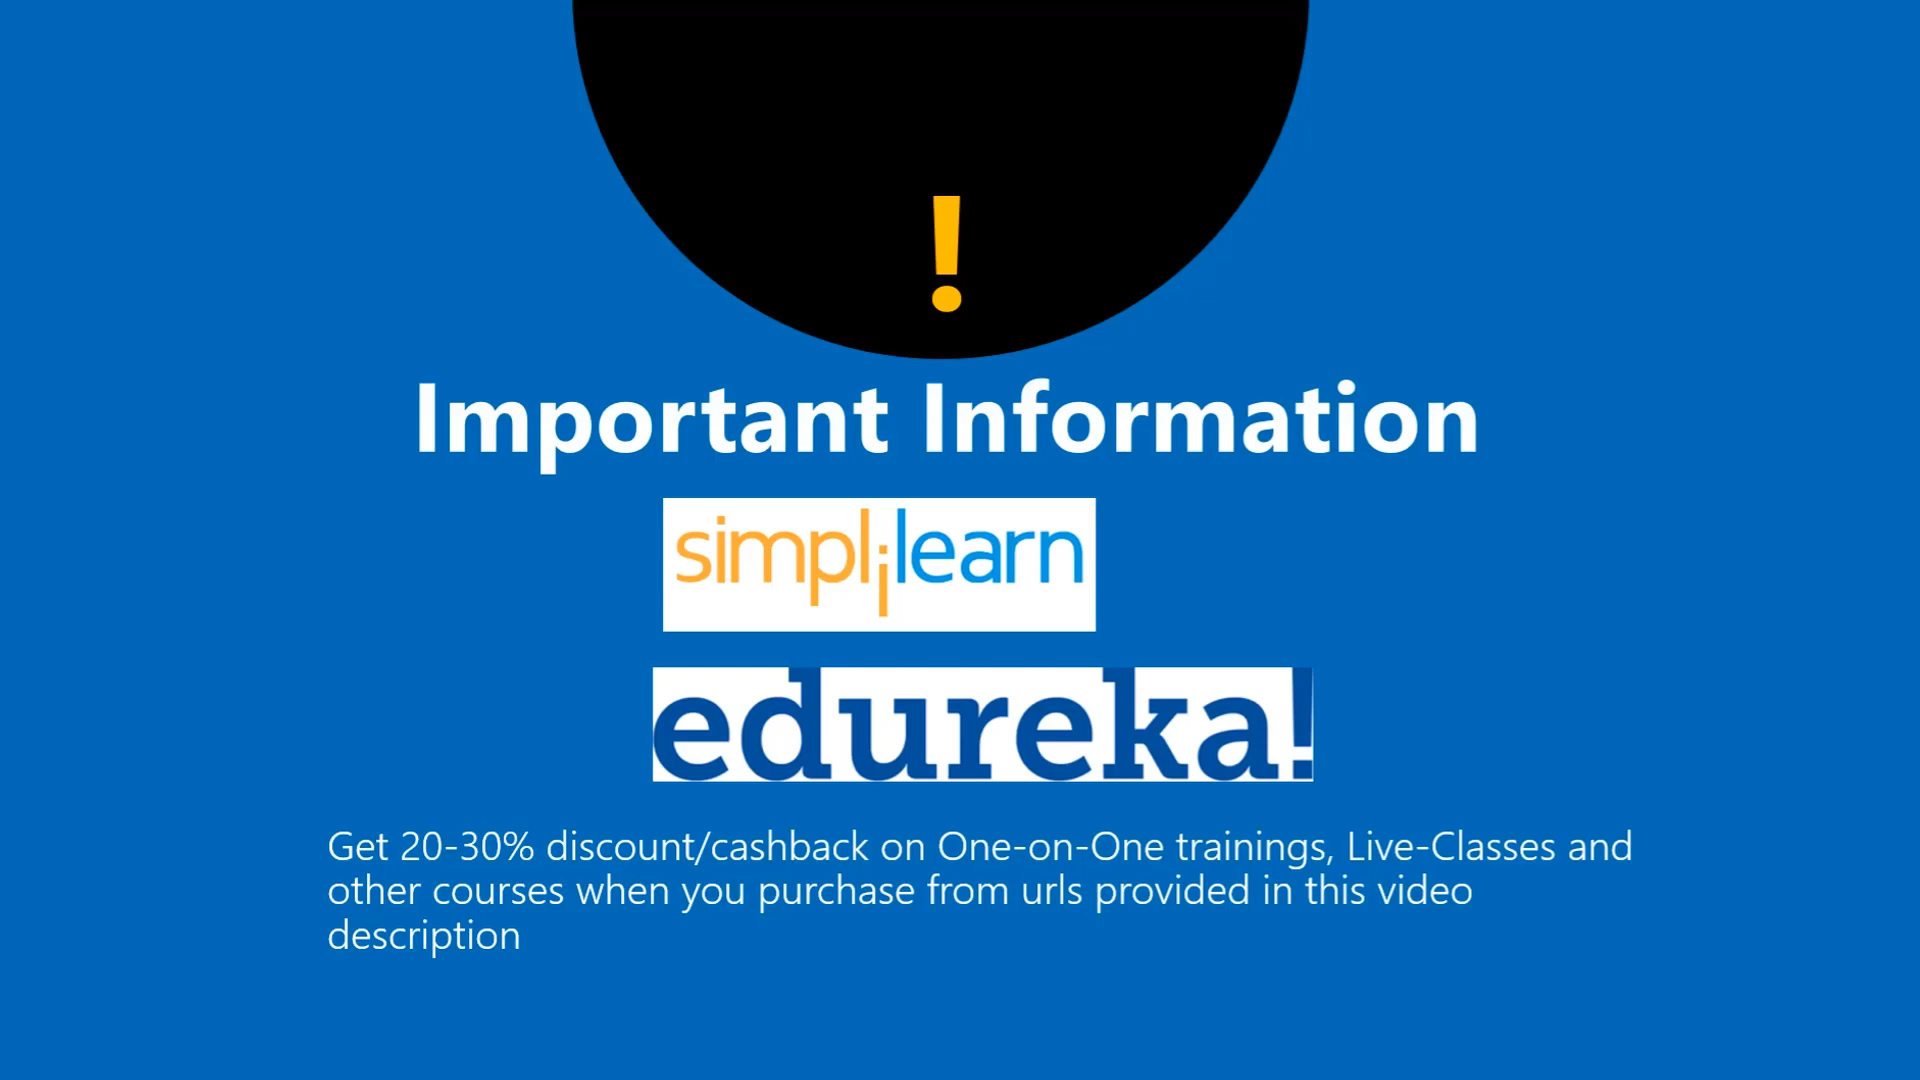 !
Important Information
simplilearn
edureka!
Get 20-30% discount/cashback on One-on-One trainings, Live-Classes and
other courses when you purchase from urls provided in this video
description